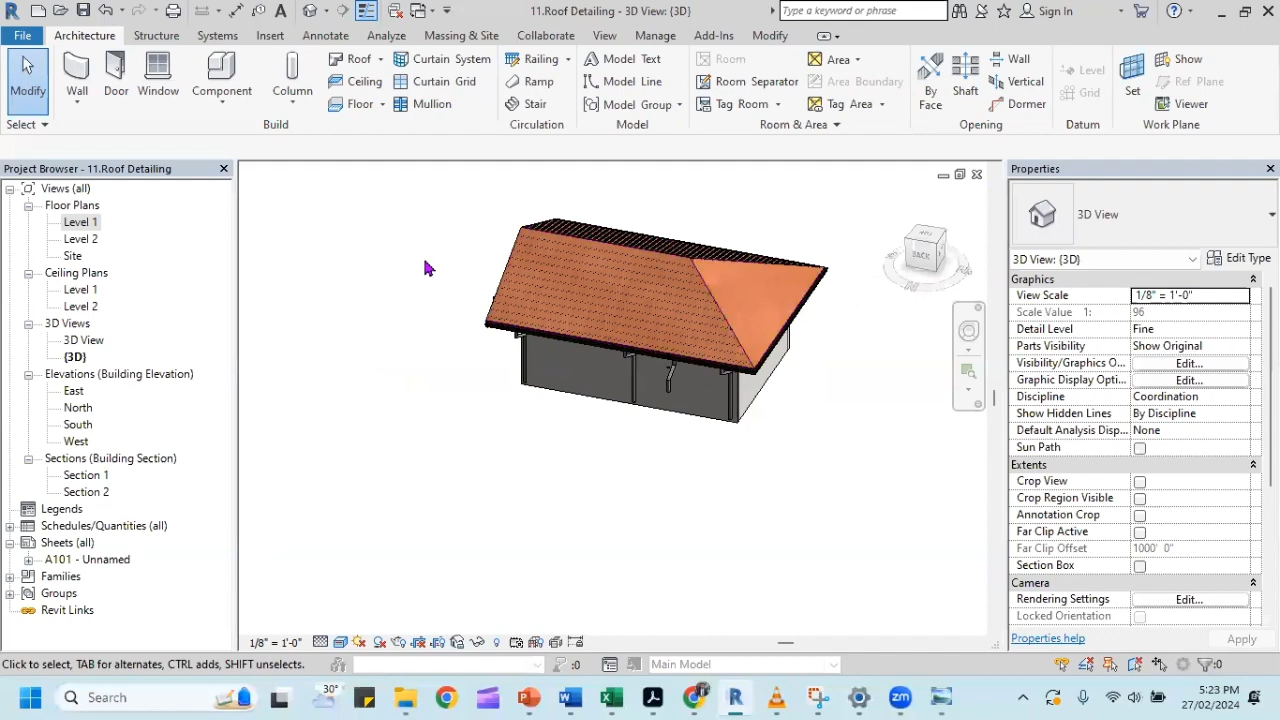 11.Roof Detailing - 3D View: {3D}
Type a keyword or phrase
Sign In
File Architecture Structure Systems Insert Annotate Analyze Massing & Site Collaborate View Manage Add-Ins Modify
Modify
Wall
Door
Window
Component
Column
Roof
Ceiling
Floor
Curtain System
Curtain Grid
Mullion
Railing
Ramp
Stair
Model Text
Model Line
Model Group
Room
Room Separator
Tag Room
Area
Area Boundary
Tag Area
By Face
Shaft
Wall
Vertical
Dormer
Level
Grid
Set
Show
Ref Plane
Viewer
Select
Build
Circulation
Model
Room & Area
Opening
Datum
Work Plane
Project Browser - 11.Roof Detailing
Views (all)
Floor Plans
Level 1
Level 2
Site
Ceiling Plans
Level 1
Level 2
3D Views
3D View
{3D}
Elevations (Building Elevation)
East
North
South
West
Sections (Building Section)
Section 1
Section 2
Legends
Schedules/Quantities (all)
Sheets (all)
A101 - Unnamed
Families
Groups
Revit Links
BACK
Properties
3D View
3D View: {3D}
Edit Type
Graphics
View Scale 1/8" = 1'-0"
Scale Value 1: 96
Detail Level Fine
Parts Visibility Show Original
Visibility/Graphics O... Edit...
Graphic Display Opti... Edit...
Discipline Coordination
Show Hidden Lines By Discipline
Default Analysis Disp... None
Sun Path
Extents
Crop View
Crop Region Visible
Annotation Crop
Far Clip Active
Far Clip Offset 1000' 0"
Section Box
Camera
Rendering Settings Edit...
Locked Orientation
Properties help Apply
1/8" = 1'-0"
Click to select, TAB for alternates, CTRL adds, SHIFT unselects.
:0
Main Model
:0
Search
30°
5:23 PM
27/02/2024